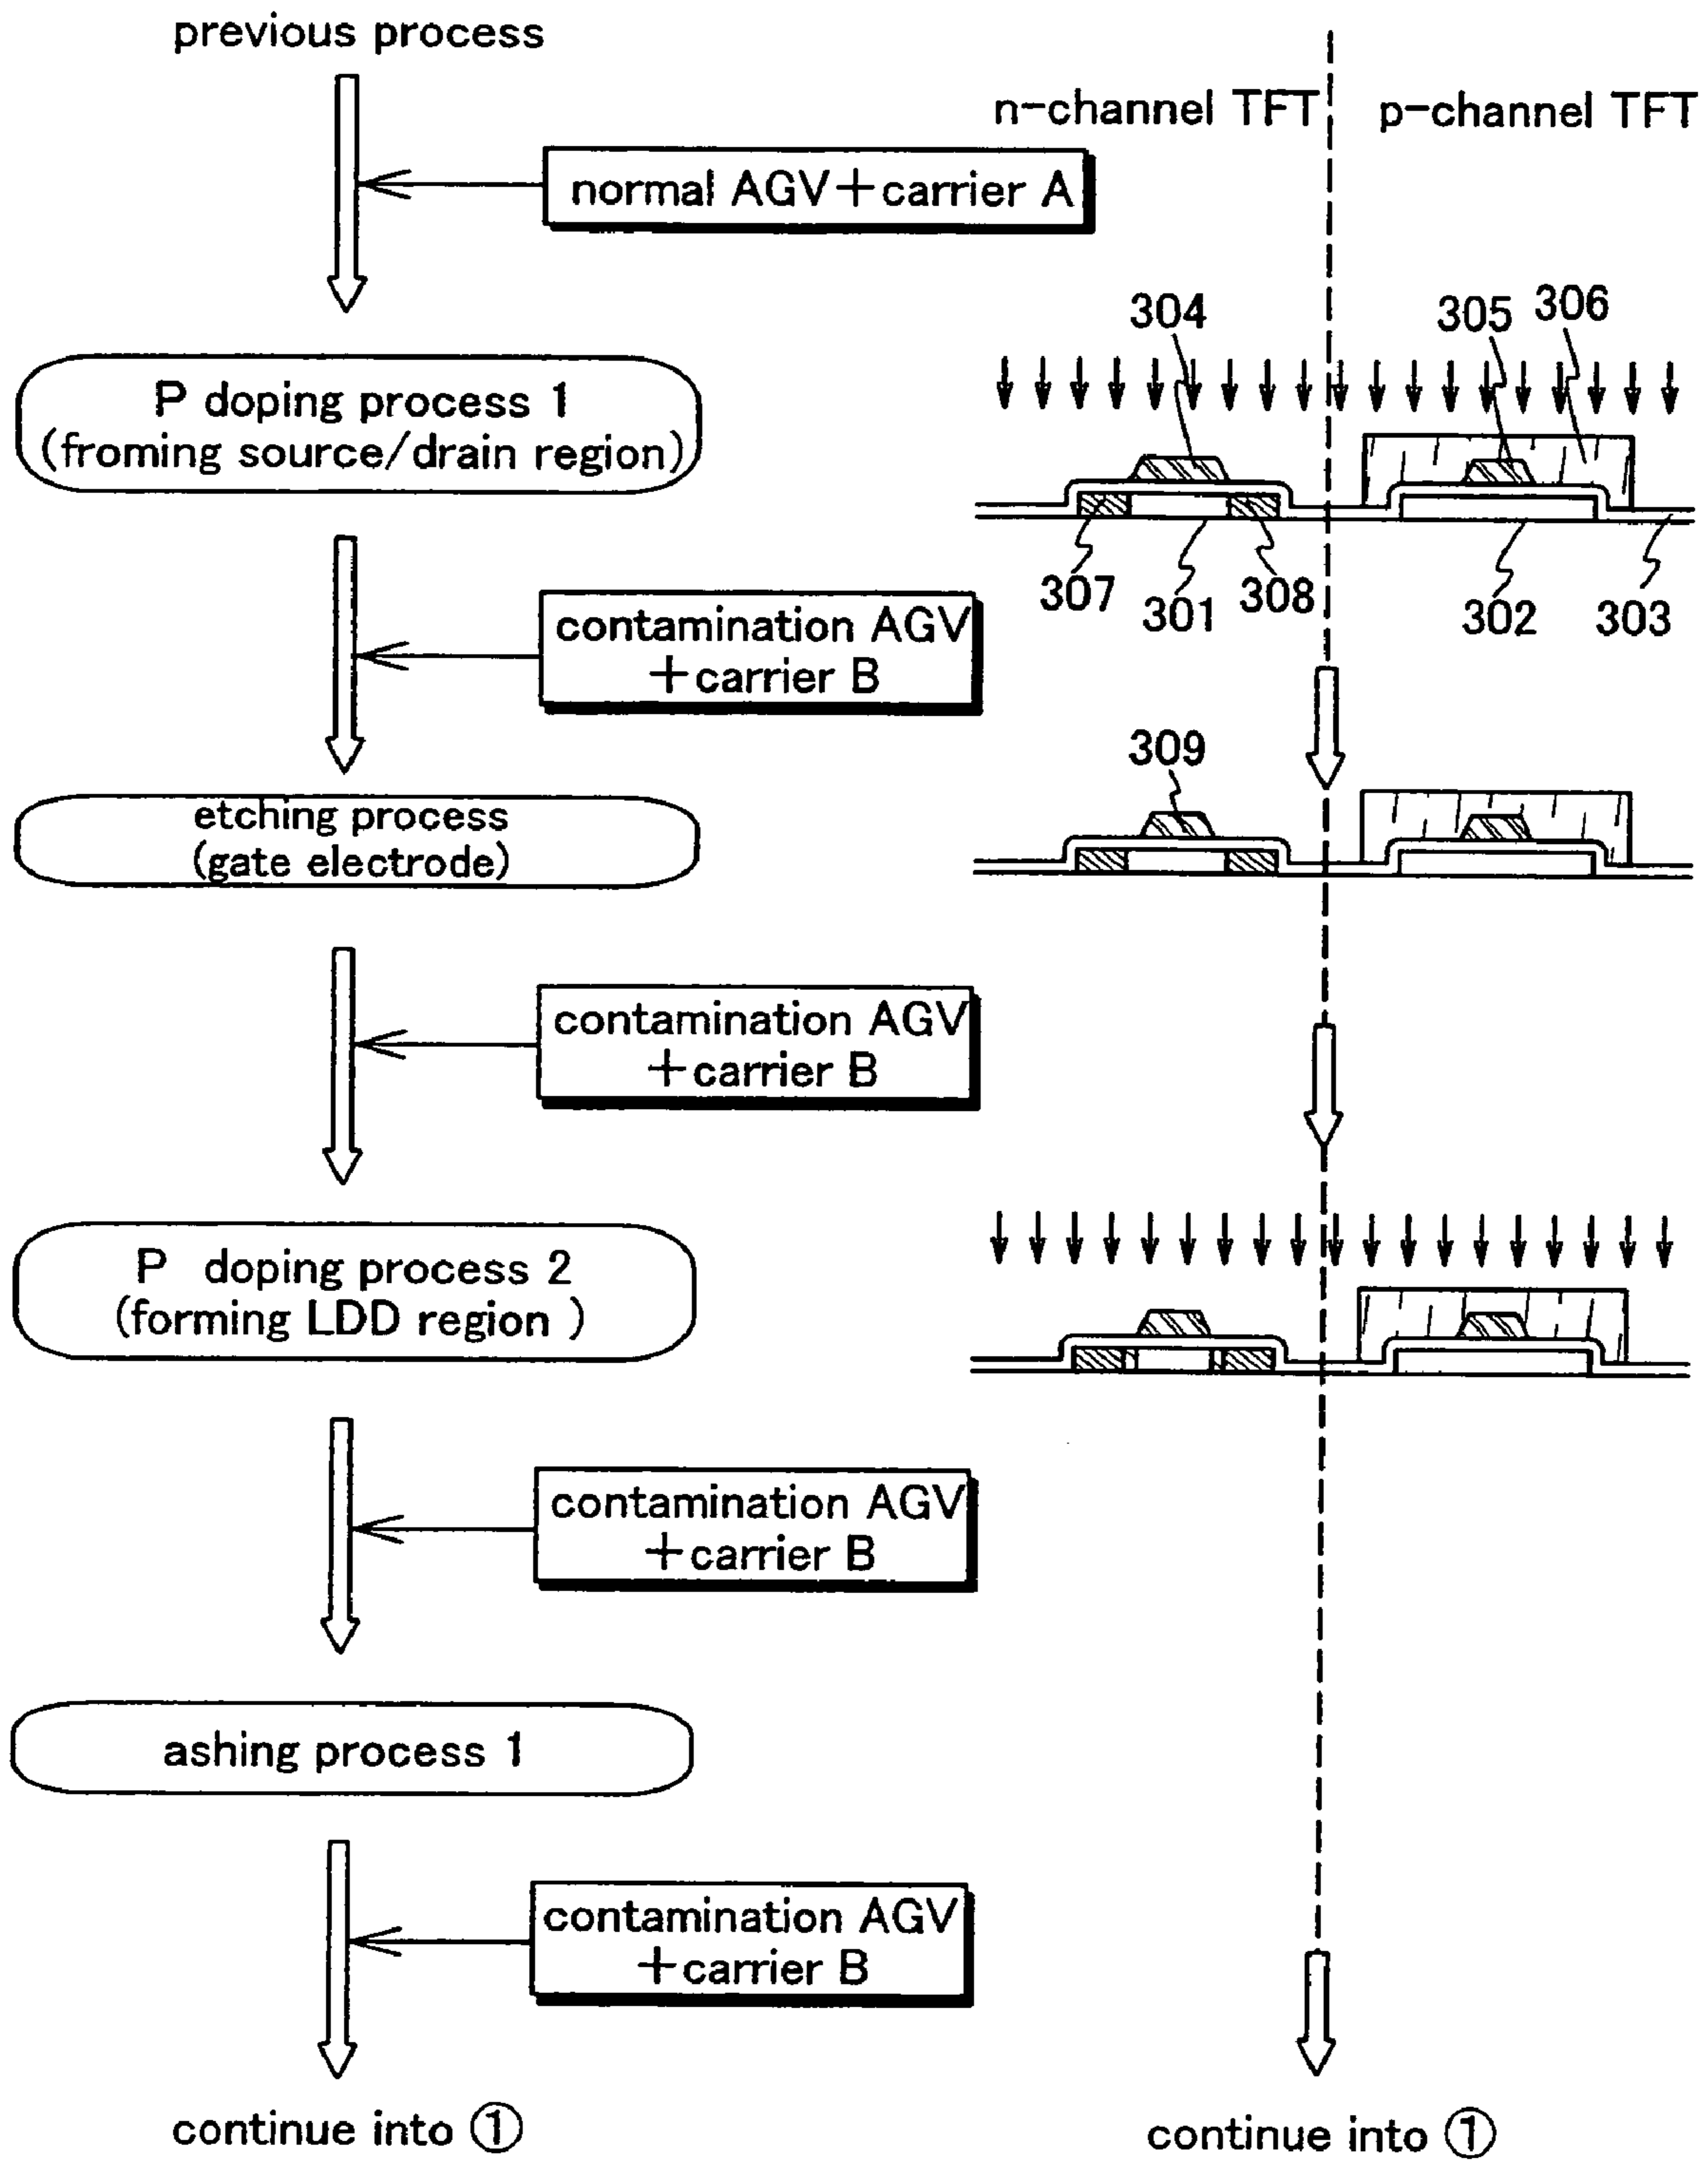 previous process
n-channel TFT
p-channel TFT
normal AGV+carrier A
304
305
306
P doping process 1
(froming source/drain region)
307
301
308
302
303
contamination AGV
+carrier B
309
etching process
(gate electrode)
contamination AGV
+carrier B
P doping process 2
(forming LDD region )
contamination AGV
+carrier B
ashing process 1
contamination AGV
+carrier B
continue into ①
continue into ①